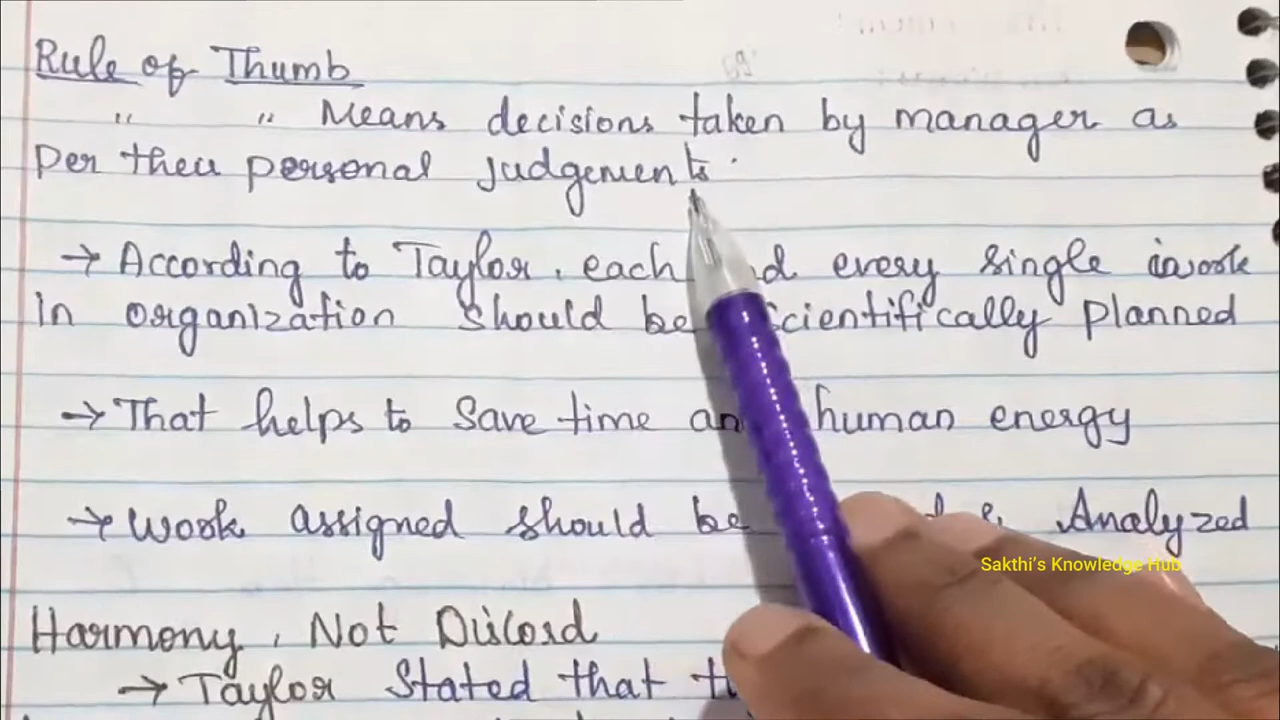 Rule of Thumb
" " Means decisions taken by manager as
Per their personal judgements.
→ According to Taylor, each every single work
In organization should be Scientifically Planned
→ That helps to Save time human energy
→ Work assigned should be & Analyzed
Sakthi's Knowledge Hub
Harmony, Not Discord
→ Taylor Stated that